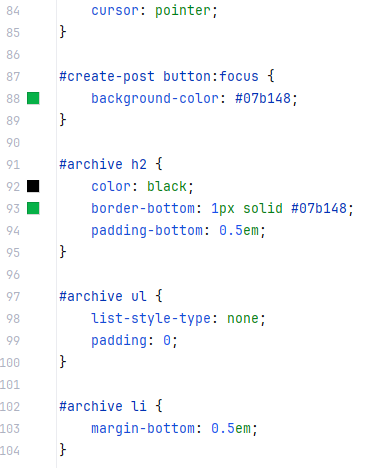 84 cursor: pointer;
85 }
86
87 #create-post button:focus {
88 background-color: #07b148;
89 }
90
91 #archive h2 {
92 color: black;
93 border-bottom: 1px solid #07b148;
94 padding-bottom: 0.5em;
95 }
96
97 #archive ul {
98 list-style-type: none;
99 padding: 0;
100 }
101
102 #archive li {
103 margin-bottom: 0.5em;
104 }